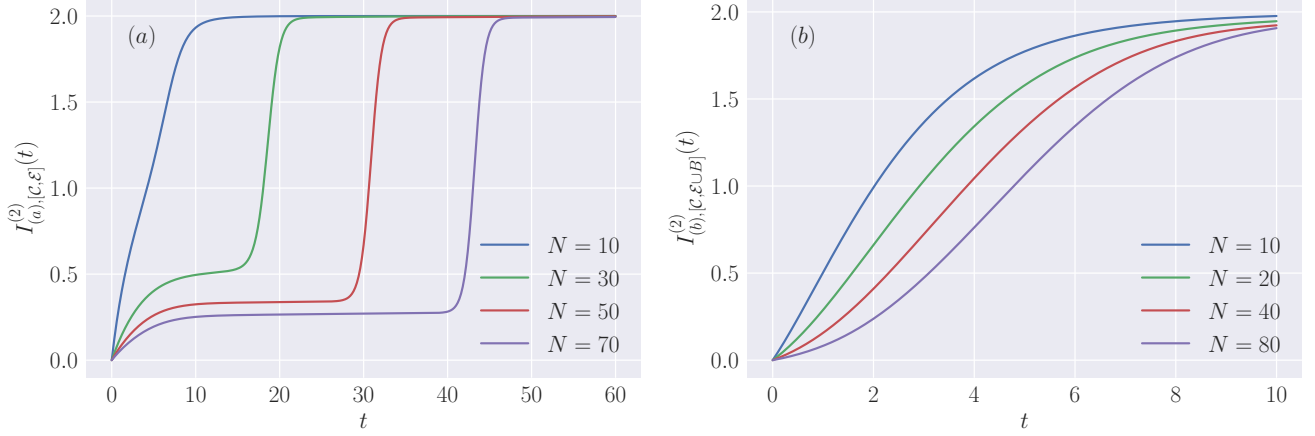 (a)
2.0
1.5
1.0
0.5
0.0
I^{(2)}_{(a),[\mathcal{C},\mathcal{E}]}(t)
N = 10
N = 30
N = 50
N = 70
0 10 20 30 40 50 60
t
(b)
2.0
1.5
1.0
0.5
0.0
I^{(2)}_{(b),[\mathcal{C},\mathcal{E}∪B]}(t)
N = 10
N = 20
N = 40
N = 80
0 2 4 6 8 10
t